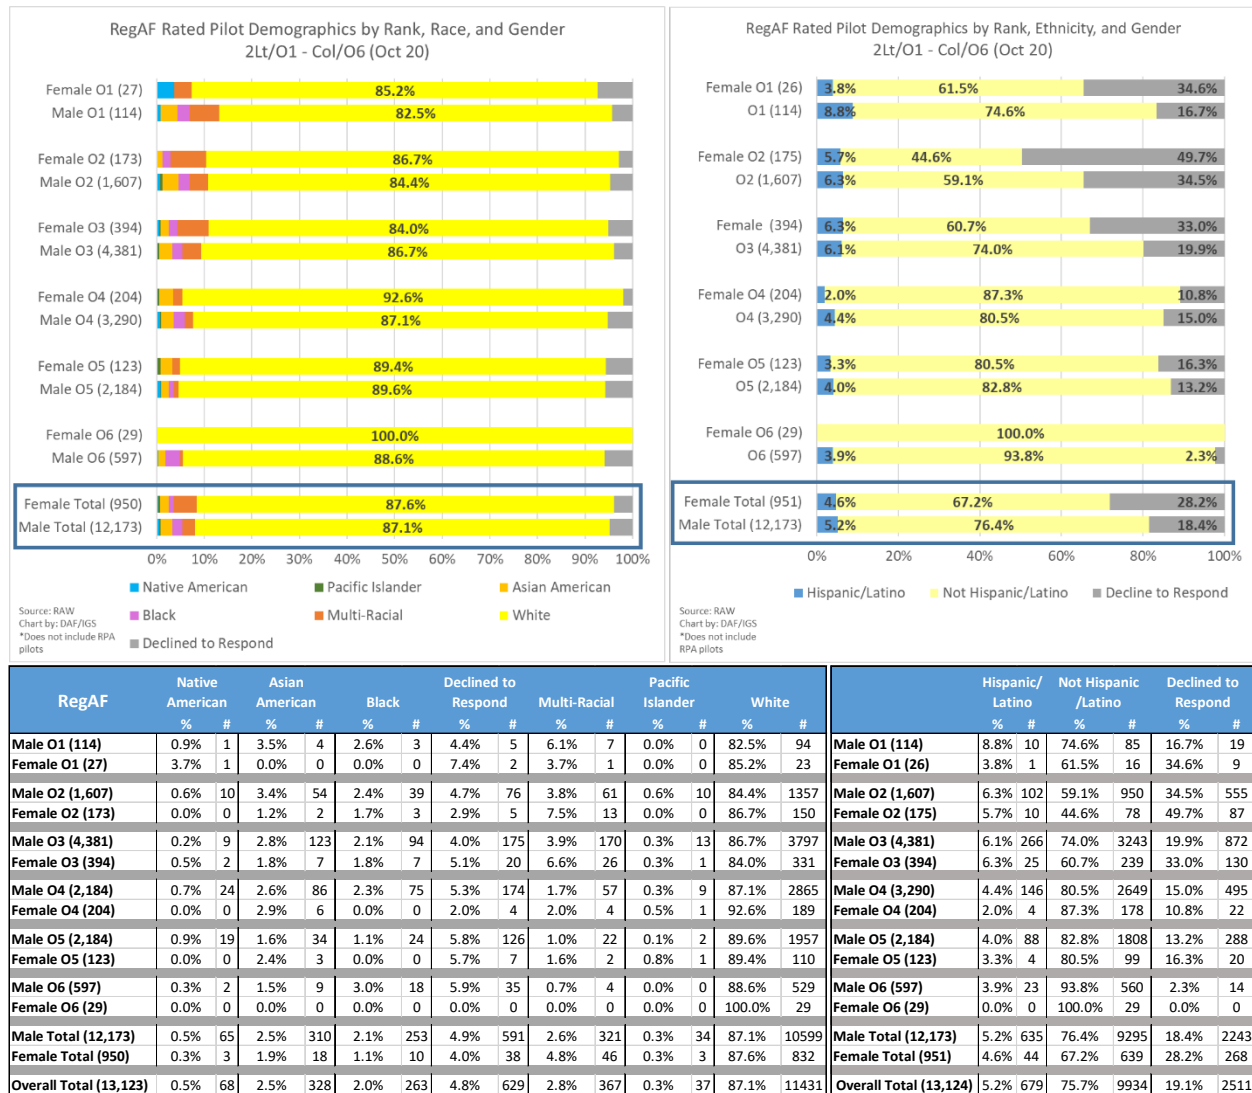 RegAF Rated Pilot Demographics by Rank, Race, and Gender
2Lt/O1 - Col/O6 (Oct 20)
Female O1 (27) 85.2%
Male O1 (114) 82.5%
Female O2 (173) 86.7%
Male O2 (1,607) 84.4%
Female O3 (394) 84.0%
Male O3 (4,381) 86.7%
Female O4 (204) 92.6%
Male O4 (3,290) 87.1%
Female O5 (123) 89.4%
Male O5 (2,184) 89.6%
Female O6 (29) 100.0%
Male O6 (597) 88.6%
Female Total (950) 87.6%
Male Total (12,173) 87.1%
0% 10% 20% 30% 40% 50% 60% 70% 80% 90% 100%
Native American Pacific Islander Asian American
Black Multi-Racial White
Declined to Respond
Source: RAW
Chart by: DAF/IGS
*Does not include RPA
pilots
RegAF Rated Pilot Demographics by Rank, Ethnicity, and Gender
2Lt/O1 - Col/O6 (Oct 20)
Female O1 (26) 3.8% 61.5% 34.6%
O1 (114) 8.8% 74.6% 16.7%
Female O2 (175) 5.7% 44.6% 49.7%
O2 (1,607) 6.3% 59.1% 34.5%
Female (394) 6.3% 60.7% 33.0%
O3 (4,381) 6.1% 74.0% 19.9%
Female O4 (204) 2.0% 87.3% 10.8%
O4 (3,290) 4.4% 80.5% 15.0%
Female O5 (123) 3.3% 80.5% 16.3%
O5 (2,184) 4.0% 82.8% 13.2%
Female O6 (29) 100.0%
O6 (597) 3.9% 93.8% 2.3%
Female Total (951) 4.6% 67.2% 28.2%
Male Total (12,173) 5.2% 76.4% 18.4%
0% 20% 40% 60% 80% 100%
Hispanic/Latino Not Hispanic/Latino Decline to Respond
Source: RAW
Chart by: DAF/IGS
*Does not include
RPA pilots
RegAF Native American Asian American Black Declined to Respond Multi-Racial Pacific Islander White
% # % # % # % # % # % # % #
Male O1 (114) 0.9% 1 3.5% 4 2.6% 3 4.4% 5 6.1% 7 0.0% 0 82.5% 94
Female O1 (27) 3.7% 1 0.0% 0 0.0% 0 7.4% 2 3.7% 1 0.0% 0 85.2% 23
Male O2 (1,607) 0.6% 10 3.4% 54 2.4% 39 4.7% 76 3.8% 61 0.6% 10 84.4% 1357
Female O2 (173) 0.0% 0 1.2% 2 1.7% 3 2.9% 5 7.5% 13 0.0% 0 86.7% 150
Male O3 (4,381) 0.2% 9 2.8% 123 2.1% 94 4.0% 175 3.9% 170 0.3% 13 86.7% 3797
Female O3 (394) 0.5% 2 1.8% 7 1.8% 7 5.1% 20 6.6% 26 0.3% 1 84.0% 331
Male O4 (2,184) 0.7% 24 2.6% 86 2.3% 75 5.3% 174 1.7% 57 0.3% 9 87.1% 2865
Female O4 (204) 0.0% 0 2.9% 6 0.0% 0 2.0% 4 2.0% 4 0.5% 1 92.6% 189
Male O5 (2,184) 0.9% 19 1.6% 34 1.1% 24 5.8% 126 1.0% 22 0.1% 2 89.6% 1957
Female O5 (123) 0.0% 0 2.4% 3 0.0% 0 5.7% 7 1.6% 2 0.8% 1 89.4% 110
Male O6 (597) 0.3% 2 1.5% 9 3.0% 18 5.9% 35 0.7% 4 0.0% 0 88.6% 529
Female O6 (29) 0.0% 0 0.0% 0 0.0% 0 0.0% 0 0.0% 0 0.0% 0 100.0% 29
Male Total (12,173) 0.5% 65 2.5% 310 2.1% 253 4.9% 591 2.6% 321 0.3% 34 87.1% 10599
Female Total (950) 0.3% 3 1.9% 18 1.1% 10 4.0% 38 4.8% 46 0.3% 3 87.6% 832
Overall Total (13,123) 0.5% 68 2.5% 328 2.0% 263 4.8% 629 2.8% 367 0.3% 37 87.1% 11431
Hispanic/ Latino Not Hispanic /Latino Declined to Respond
% # % # % #
Male O1 (114) 8.8% 10 74.6% 85 16.7% 19
Female O1 (26) 3.8% 1 61.5% 16 34.6% 9
Male O2 (1,607) 6.3% 102 59.1% 950 34.5% 555
Female O2 (175) 5.7% 10 44.6% 78 49.7% 87
Male O3 (4,381) 6.1% 266 74.0% 3243 19.9% 872
Female O3 (394) 6.3% 25 60.7% 239 33.0% 130
Male O4 (3,290) 4.4% 146 80.5% 2649 15.0% 495
Female O4 (204) 2.0% 4 87.3% 178 10.8% 22
Male O5 (2,184) 4.0% 88 82.8% 1808 13.2% 288
Female O5 (123) 3.3% 4 80.5% 99 16.3% 20
Male O6 (597) 3.9% 23 93.8% 560 2.3% 14
Female O6 (29) 0.0% 0 100.0% 29 0.0% 0
Male Total (12,173) 5.2% 635 76.4% 9295 18.4% 2243
Female Total (951) 4.6% 44 67.2% 639 28.2% 268
Overall Total (13,124) 5.2% 679 75.7% 9934 19.1% 2511